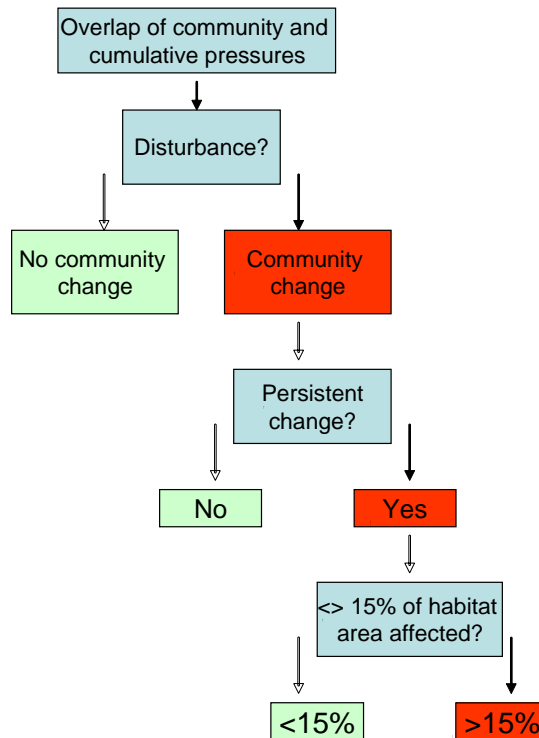 Overlap of community and
cumulative pressures
Disturbance?
No community
change
Community
change
Persistent
change?
No
Yes
<> 15% of habitat
area affected?
<15%
>15%